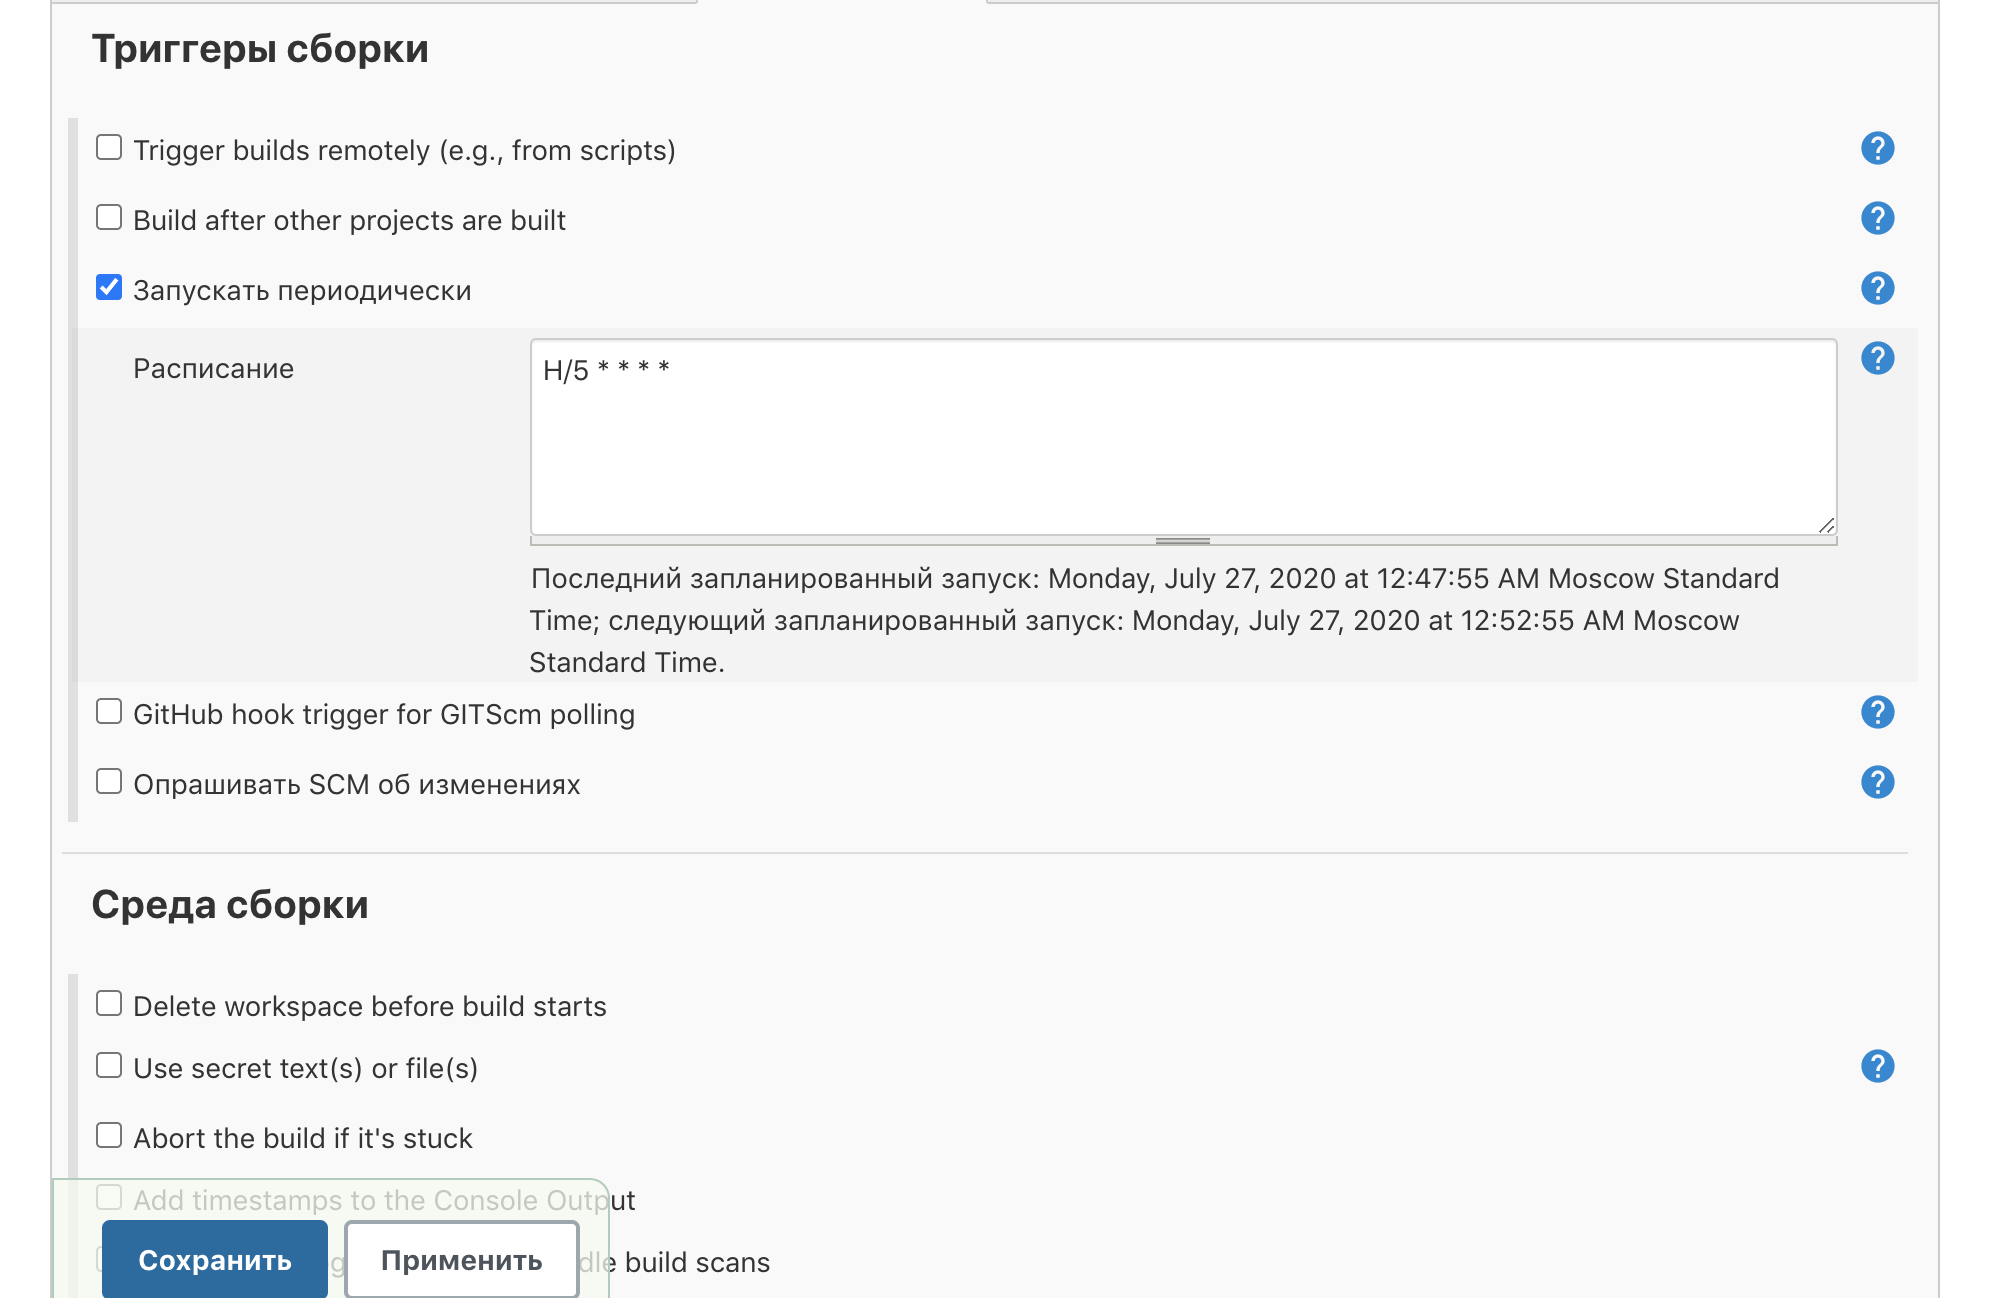 Триггеры сборки
Trigger builds remotely (e.g., from scripts)
?
Build after other projects are built
?
Запускать периодически
?
Расписание
H/5 * * * *
?
Последний запланированный запуск: Monday, July 27, 2020 at 12:47:55 AM Moscow Standard
Time; следующий запланированный запуск: Monday, July 27, 2020 at 12:52:55 AM Moscow
Standard Time.
GitHub hook trigger for GITScm polling
?
Опрашивать SCM об изменениях
?
Среда сборки
Delete workspace before build starts
Use secret text(s) or file(s)
?
Abort the build if it's stuck
Add timestamps to the Console Output
build scans
Сохранить
Применить